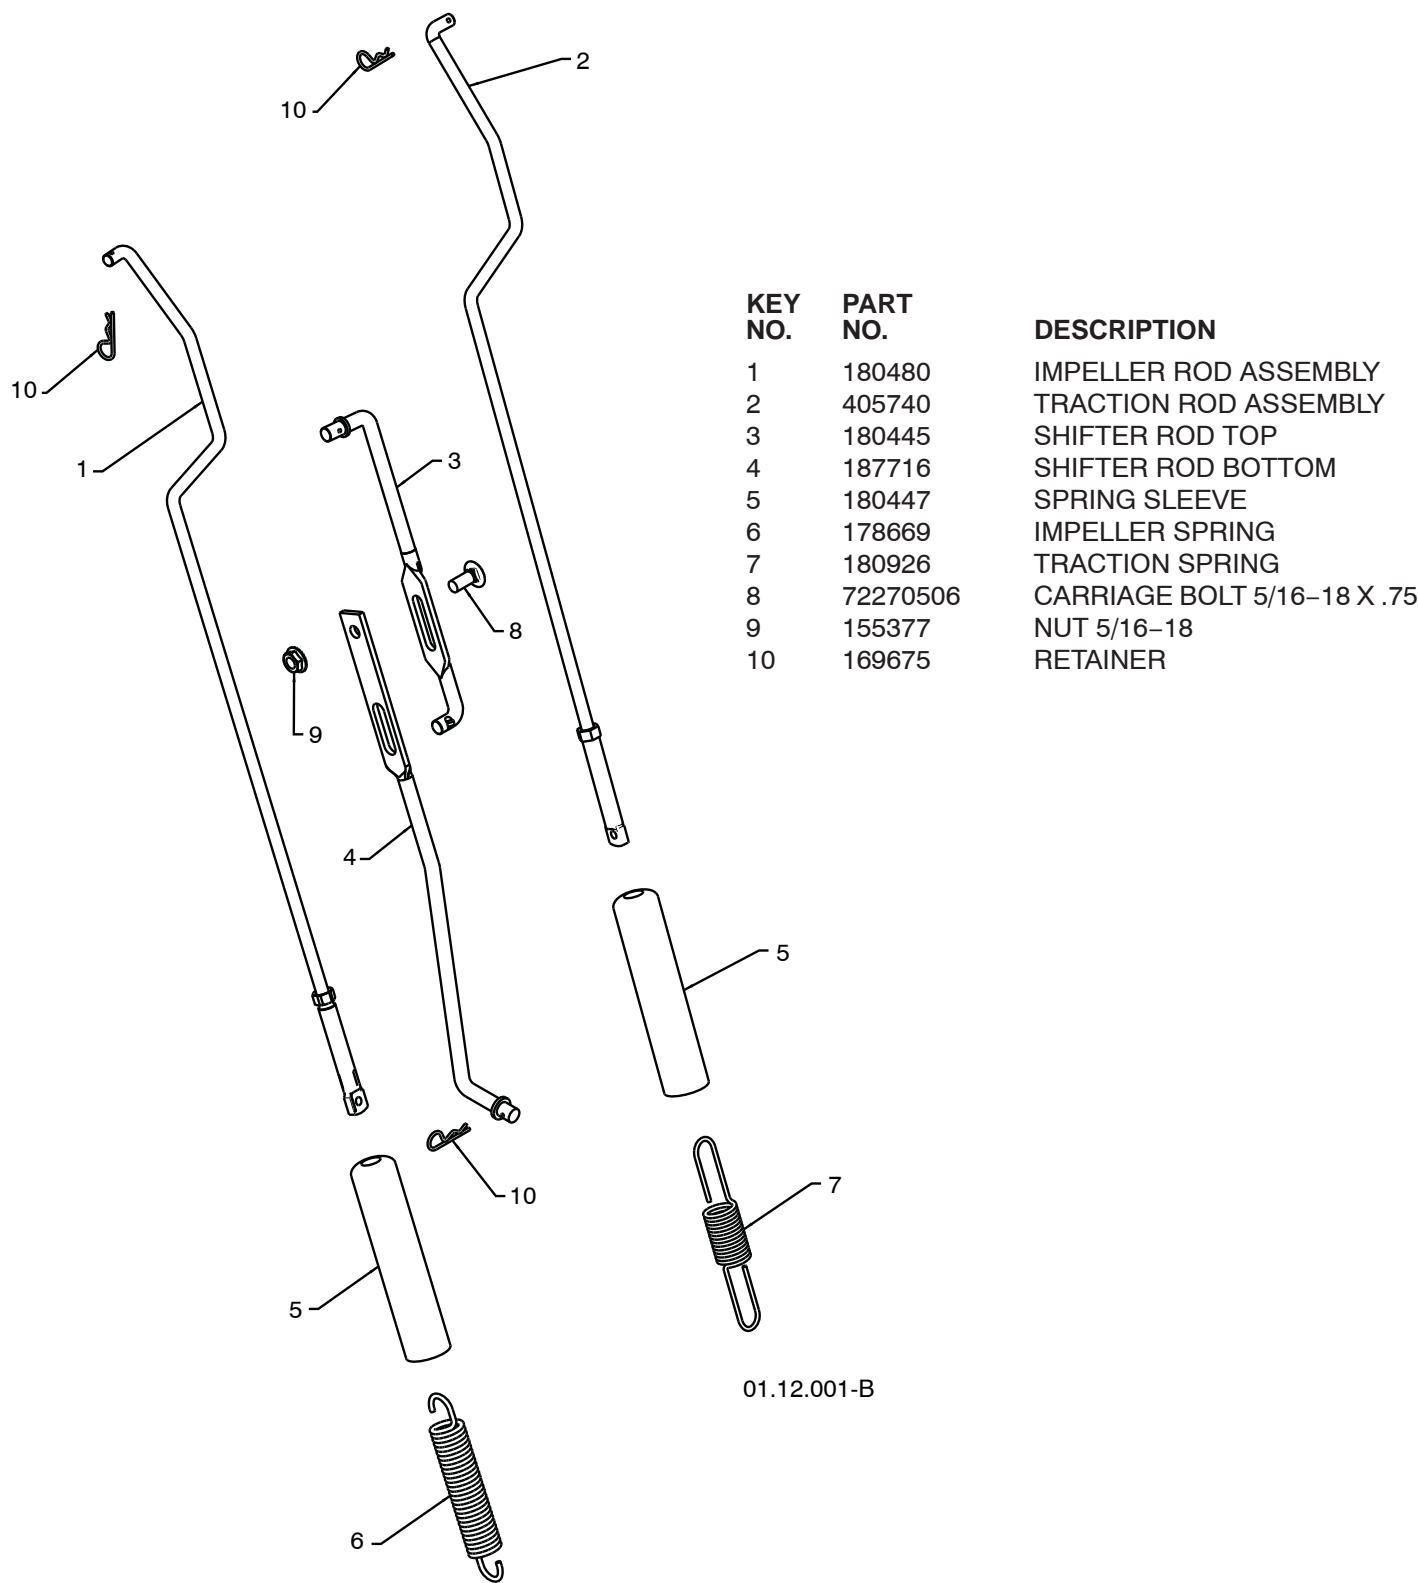 2
10
10
1
3
8
9
4
5
10
7
5
6
KEY PART
NO. NO. DESCRIPTION
1 180480 IMPELLER ROD ASSEMBLY
2 405740 TRACTION ROD ASSEMBLY
3 180445 SHIFTER ROD TOP
4 187716 SHIFTER ROD BOTTOM
5 180447 SPRING SLEEVE
6 178669 IMPELLER SPRING
7 180926 TRACTION SPRING
8 72270506 CARRIAGE BOLT 5/16−18 X .75
9 155377 NUT 5/16−18
10 169675 RETAINER
01.12.001-B